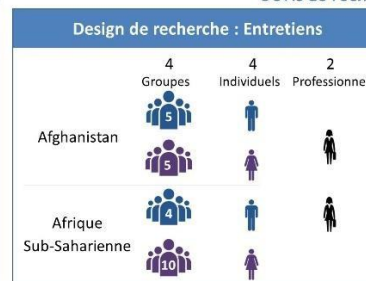 Design de recherche : Entretiens
4 4 2
Groupes Individuels Professionne
5
Afghanistan
5
4
Afrique
Sub-Saharienne
10